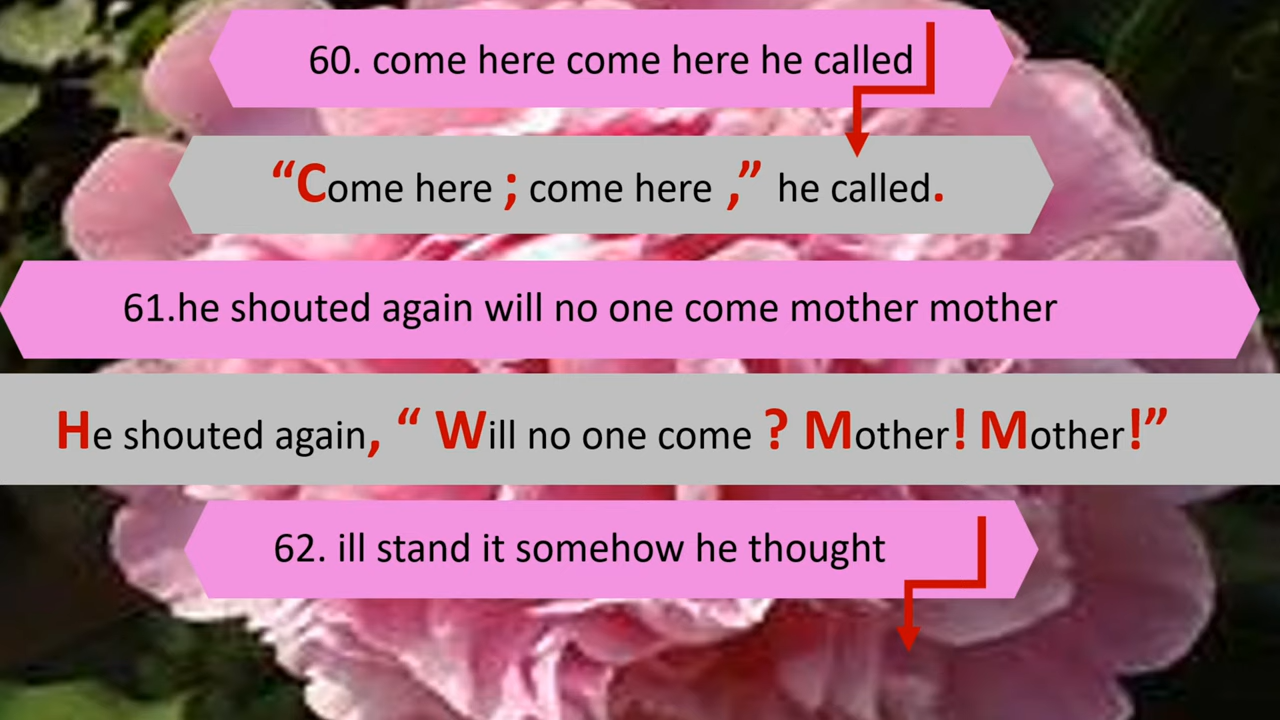 60. come here come here he called
“Come here ; come here ,” he called.
61.he shouted again will no one come mother mother
He shouted again, “ Will no one come ? Mother! Mother!”
62. ill stand it somehow he thought